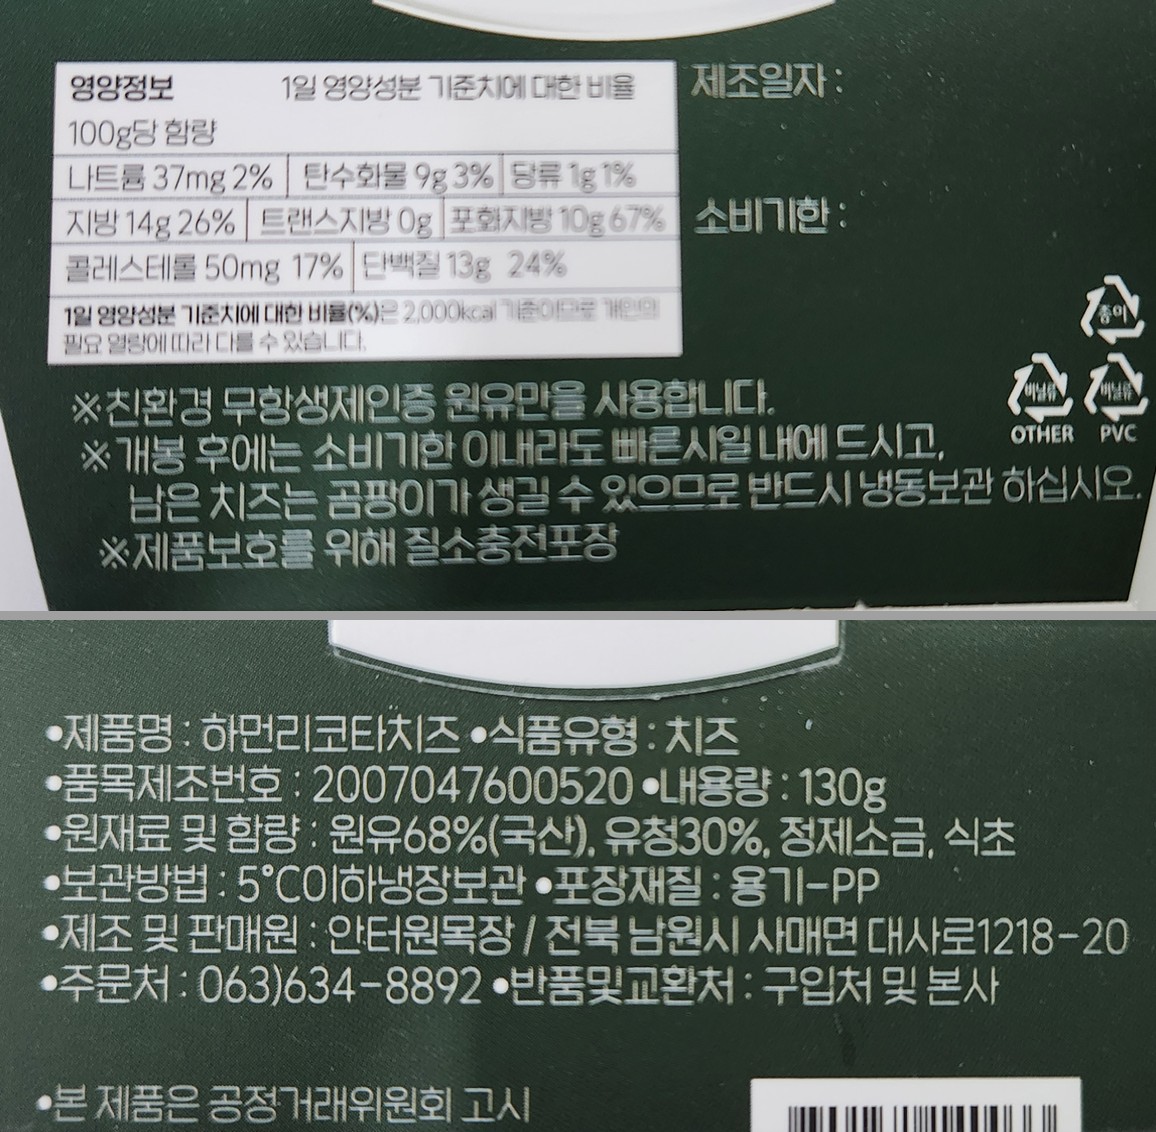 영양정보 1일 영양성분 기준치에 대한 비율
100g당 함량
나트륨 37mg 2% 탄수화물 9g 3% 당류 1g 1%
지방 14g 26% 트랜스지방 0g 포화지방 10g 67%
콜레스테롤 50mg 17% 단백질 13g 24%
1일 영양성분 기준치에 대한 비율(%)은 2,000kcal 기준이므로 개인의
필요 열량에 따라 다를 수 있습니다.
제조일자 :
소비기한 :
종이
비닐류 비닐류
OTHER PVC
※친환경 무항생제인증 원유만을 사용합니다.
※개봉 후에는 소비기한 이내라도 빠른시일 내에 드시고,
남은 치즈는 곰팡이가 생길 수 있으므로 반드시 냉동보관 하십시오.
※제품보호를 위해 질소충전포장
•제품명 : 하먼리코타치즈 •식품유형 : 치즈
•품목제조번호 : 2007047600520 •내용량 : 130g
•원재료 및 함량 : 원유68%(국산), 유청30%, 정제소금, 식초
•보관방법 : 5°C이하냉장보관 •포장재질 : 용기-PP
•제조 및 판매원 : 안터원목장 / 전북 남원시 사매면 대사로1218-20
•주문처 : 063)634-8892 •반품및교환처 : 구입처 및 본사
•본 제품은 공정거래위원회 고시